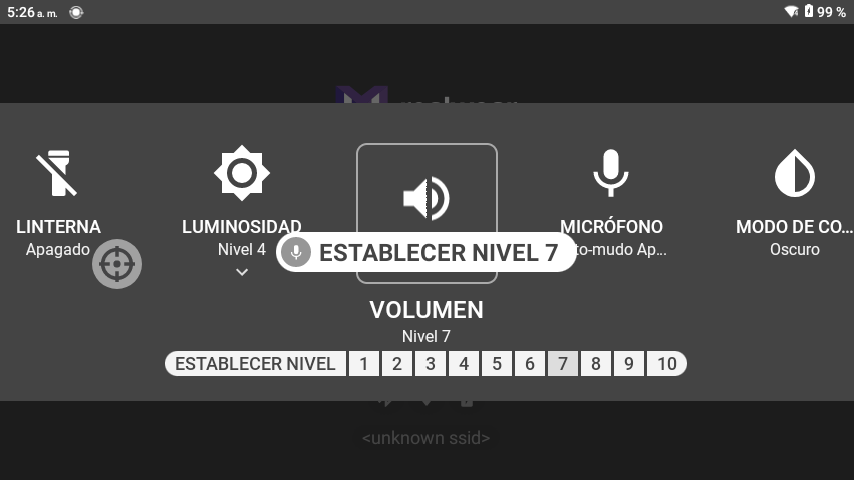 5:26 a. m.
99 %
LINTERNA
Apagado
LUMINOSIDAD
Nivel 4
MICRÓFONO
to-mudo Ap...
MODO DE CO...
Oscuro
ESTABLECER NIVEL 7
VOLUMEN
Nivel 7
ESTABLECER NIVEL 1 2 3 4 5 6 7 8 9 10
<unknown ssid>